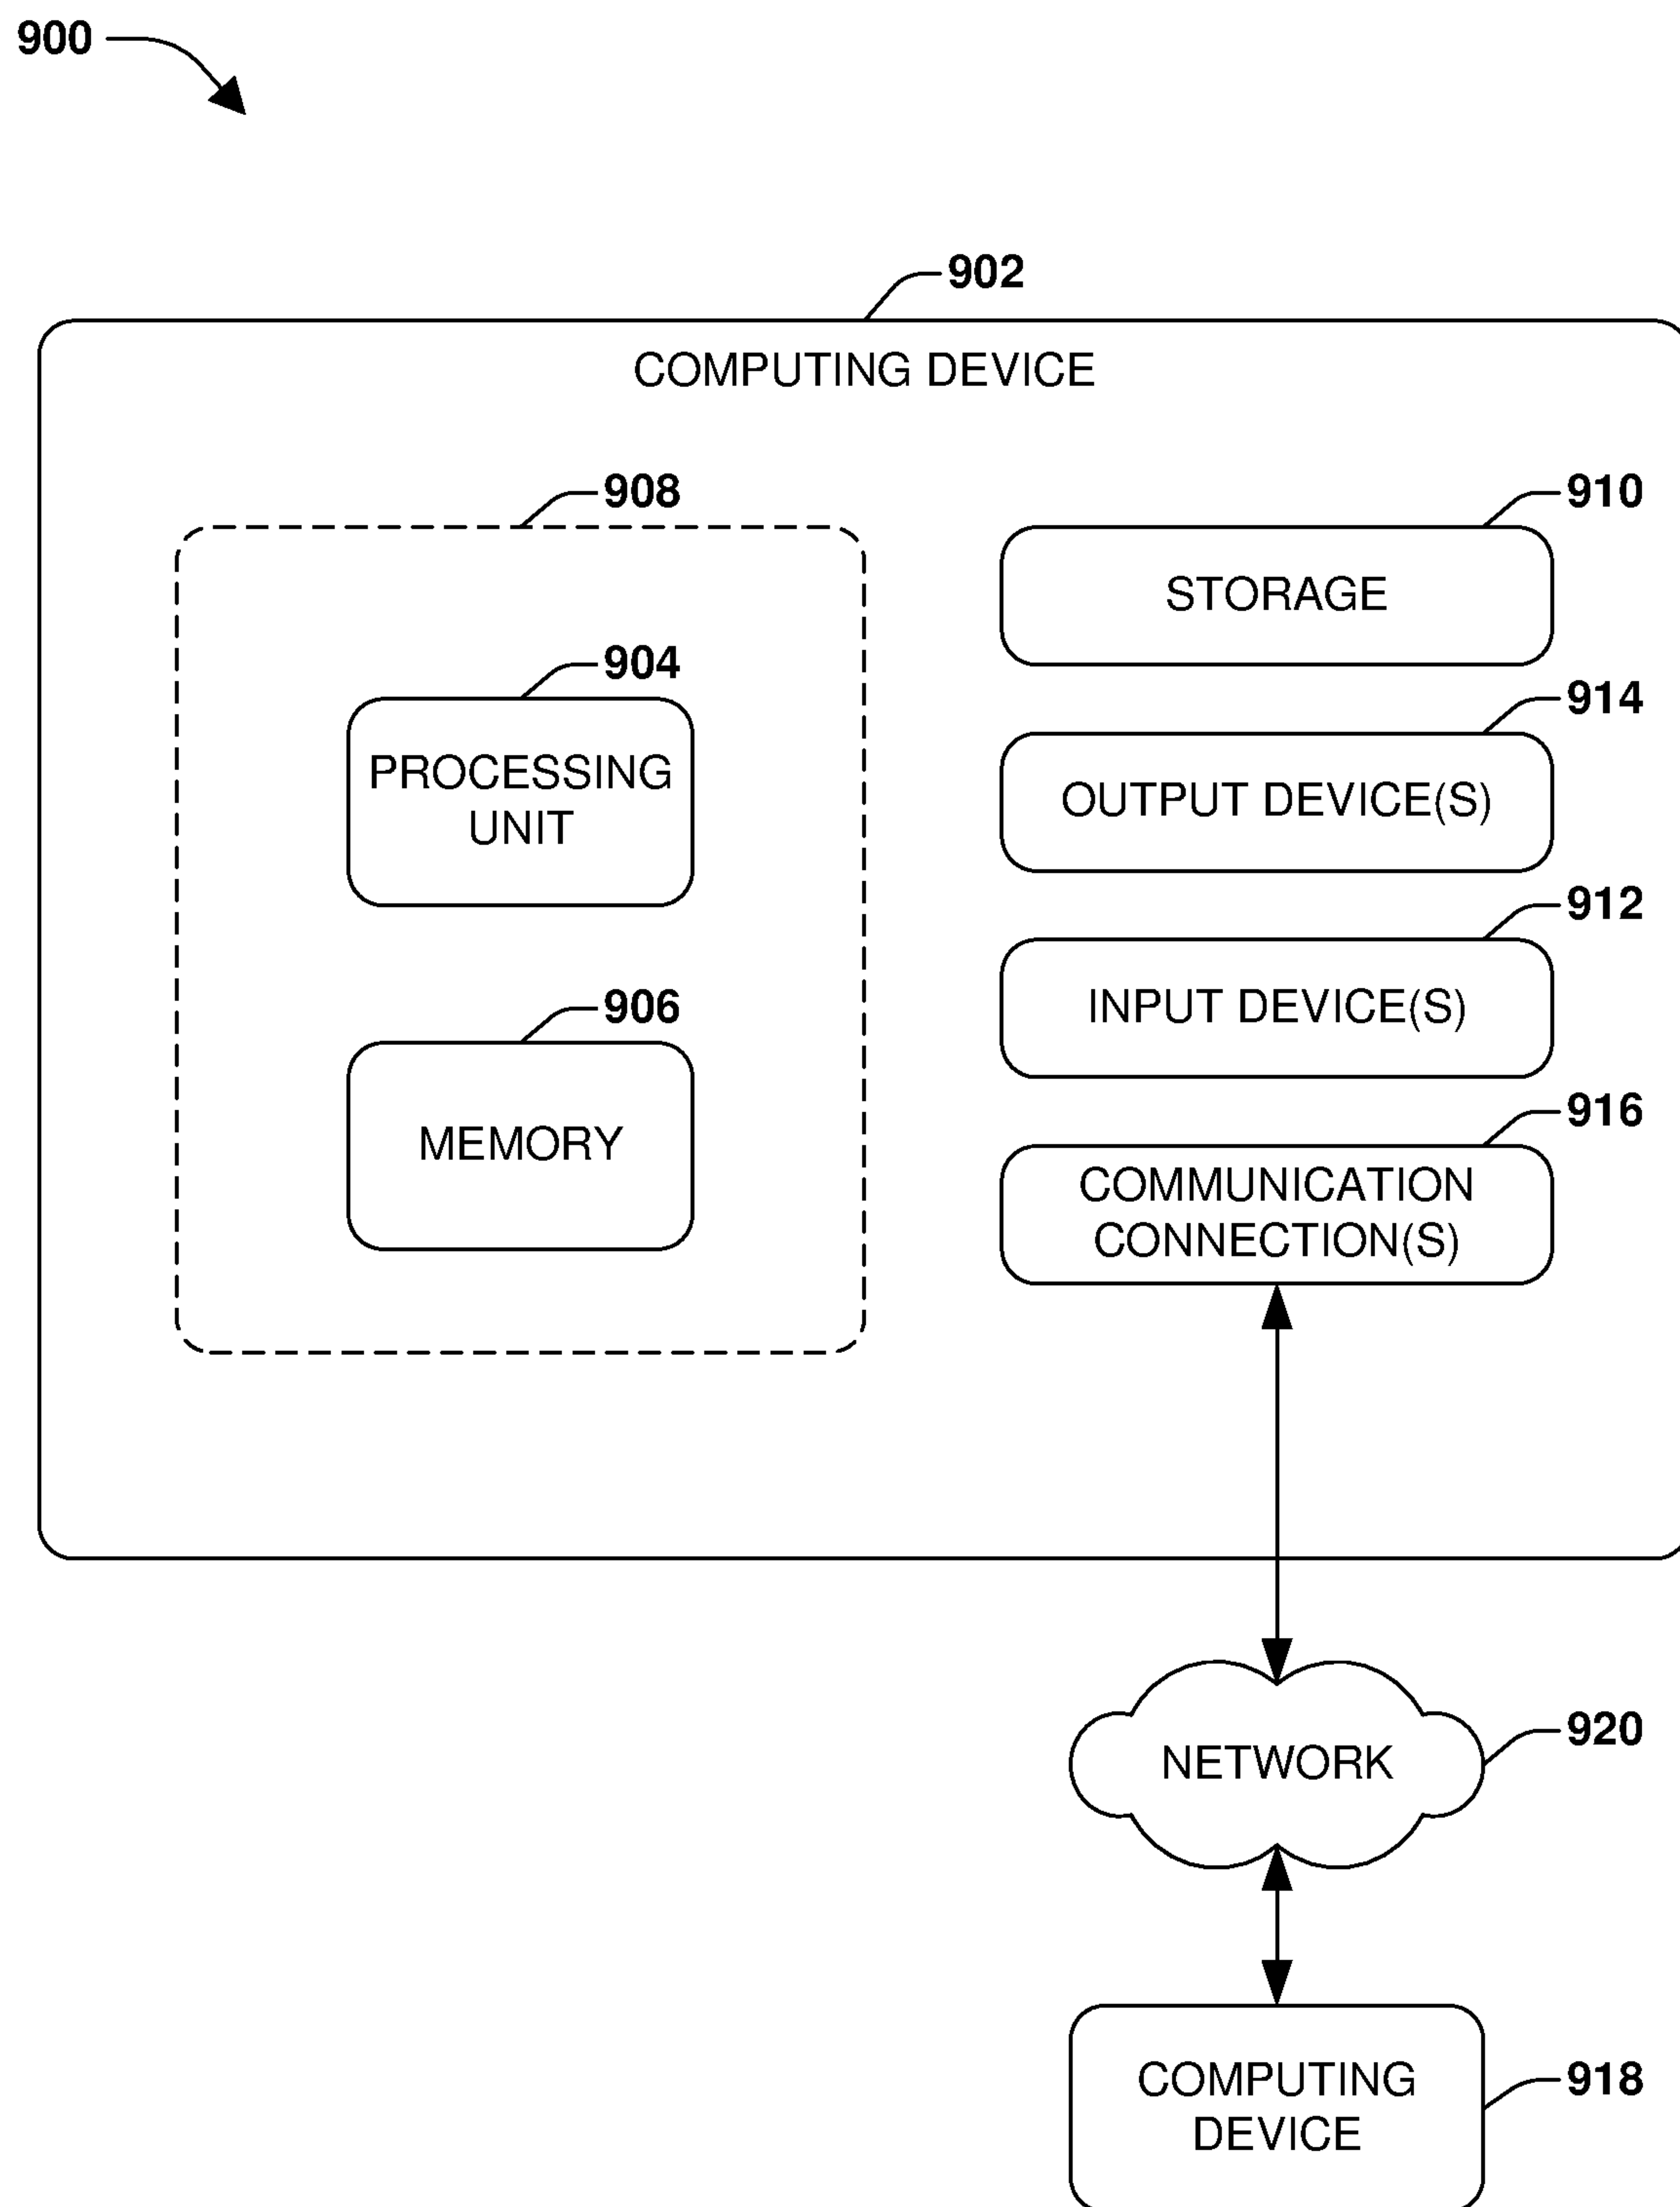 900
902
COMPUTING DEVICE
908
910
STORAGE
904
914
PROCESSING
UNIT
OUTPUT DEVICE(S)
912
906
INPUT DEVICE(S)
916
MEMORY
COMMUNICATION
CONNECTION(S)
920
NETWORK
918
COMPUTING
DEVICE